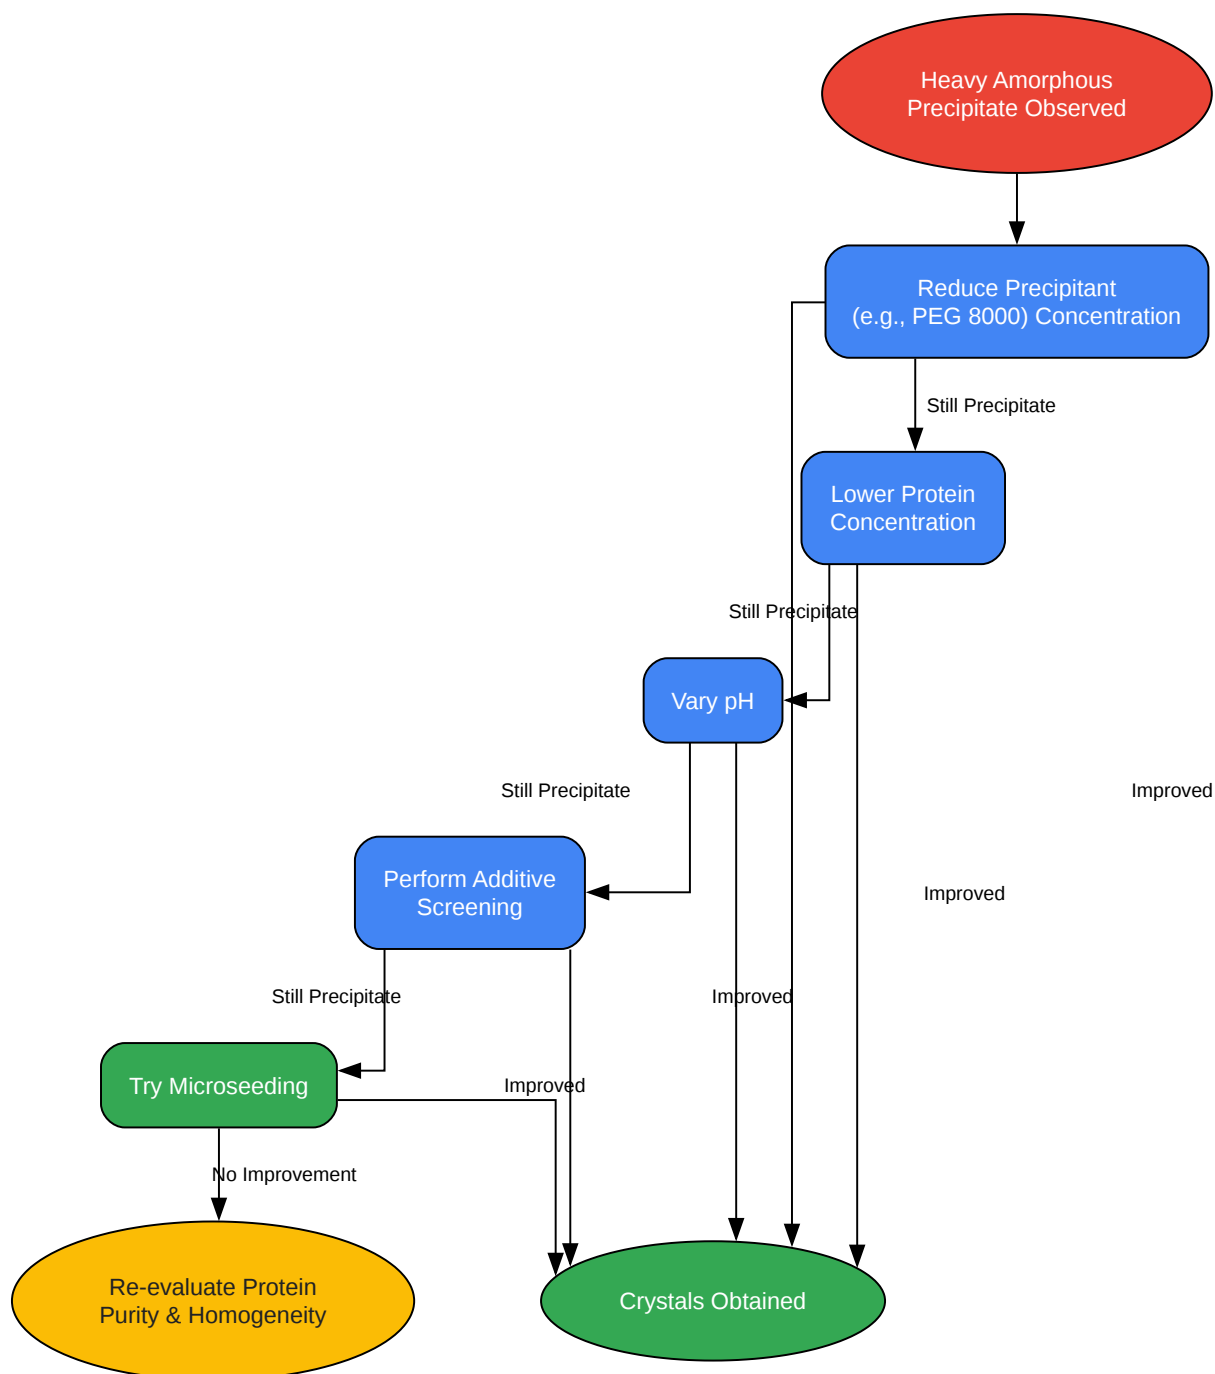 Heavy Amorphous
Precipitate Observed
Reduce Precipitant
(e.g., PEG 8000) Concentration
Still Precipitate
Lower Protein
Concentration
Still Precipitate
Vary pH
Still Precipitate
Improved
Perform Additive
Screening
Improved
Still Precipitate
Improved
Try Microseeding
Improved
No Improvement
Re-evaluate Protein
Purity & Homogeneity
Crystals Obtained